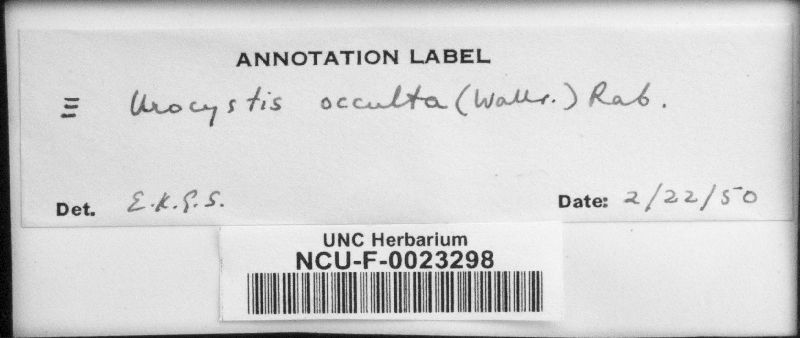 ANNOTATION LABEL
≡ Urocystis occulta (Wallr.) Rab.
Det. E.K.G.S. Date: 2/22/50
UNC Herbarium
NCU-F-0023298